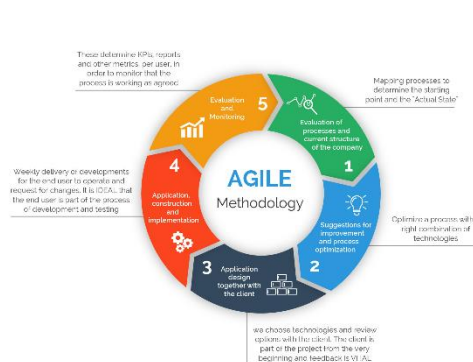 These determine KPIs, reports
and other metrics, per user, in
order to monitor that the
process is working as agreed
Mapping processes to
determine the starting
point and the "Actual State"
Evaluation
and
Monitoring
5
Evaluation of
processes and
current structure
of the company
1
Weekly delivery or developments
for the end user to operate and
request for changes. It is IDEAL that
the end user is part of the process
of development and testing
4
Application,
construction
and
implementation
AGILE
Methodology
Suggestions for
improvement
and process
optimization
2
Optimize a process with
right combination of
technologies
3
Application
design
together with
the client
we choose technologies and review
options with the client. The client is
part of the project from the very
beginning and feedback is VITAL